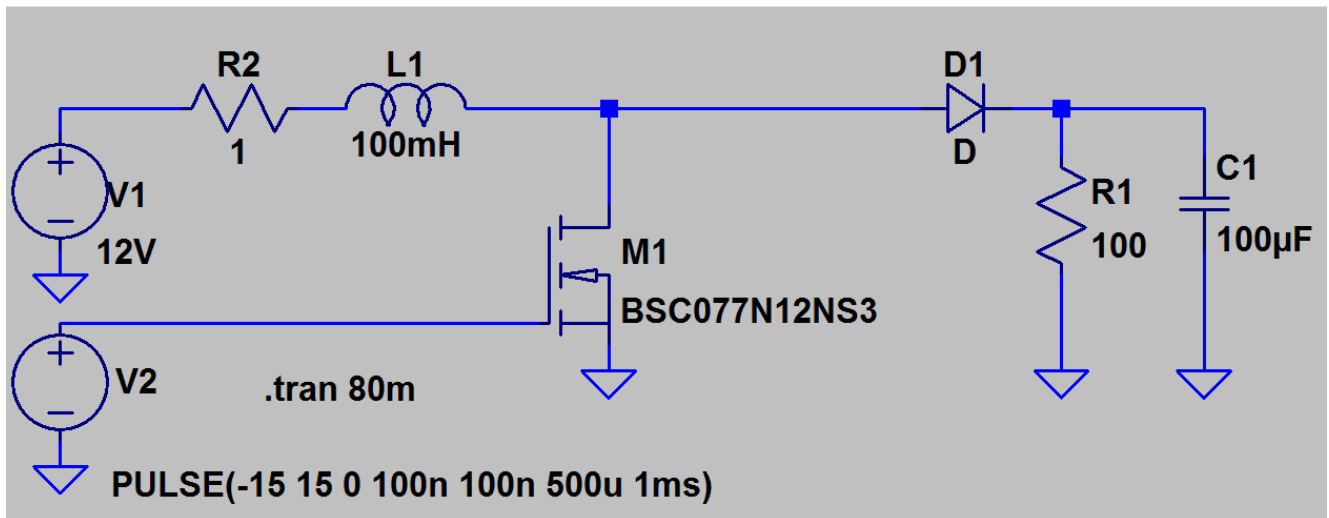 R2
L1
D1
1
100mH
D
V1
12V
M1
BSC077N12NS3
R1
100
C1
100µF
V2
.tran 80m
PULSE(-15 15 0 100n 100n 500u 1ms)